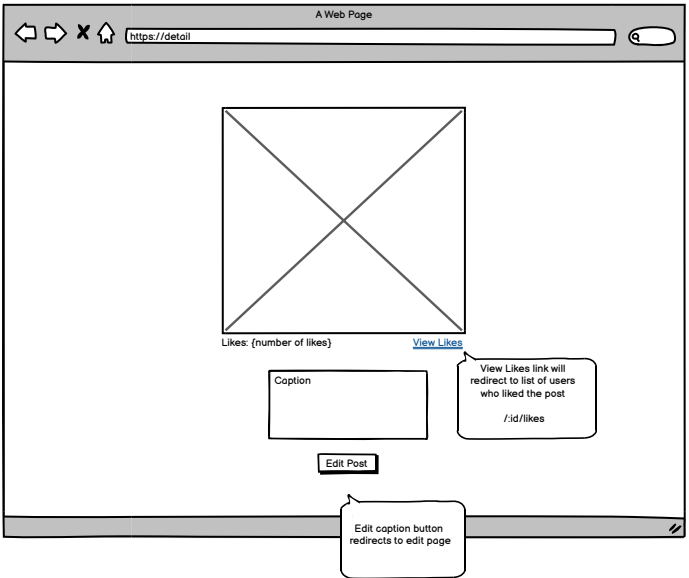 A Web Page
https://detail
Likes: {number of likes}
View Likes
View Likes link will
redirect to list of users
who liked the post
/:id/likes
Caption
Edit Post
Edit caption button
redirects to edit page